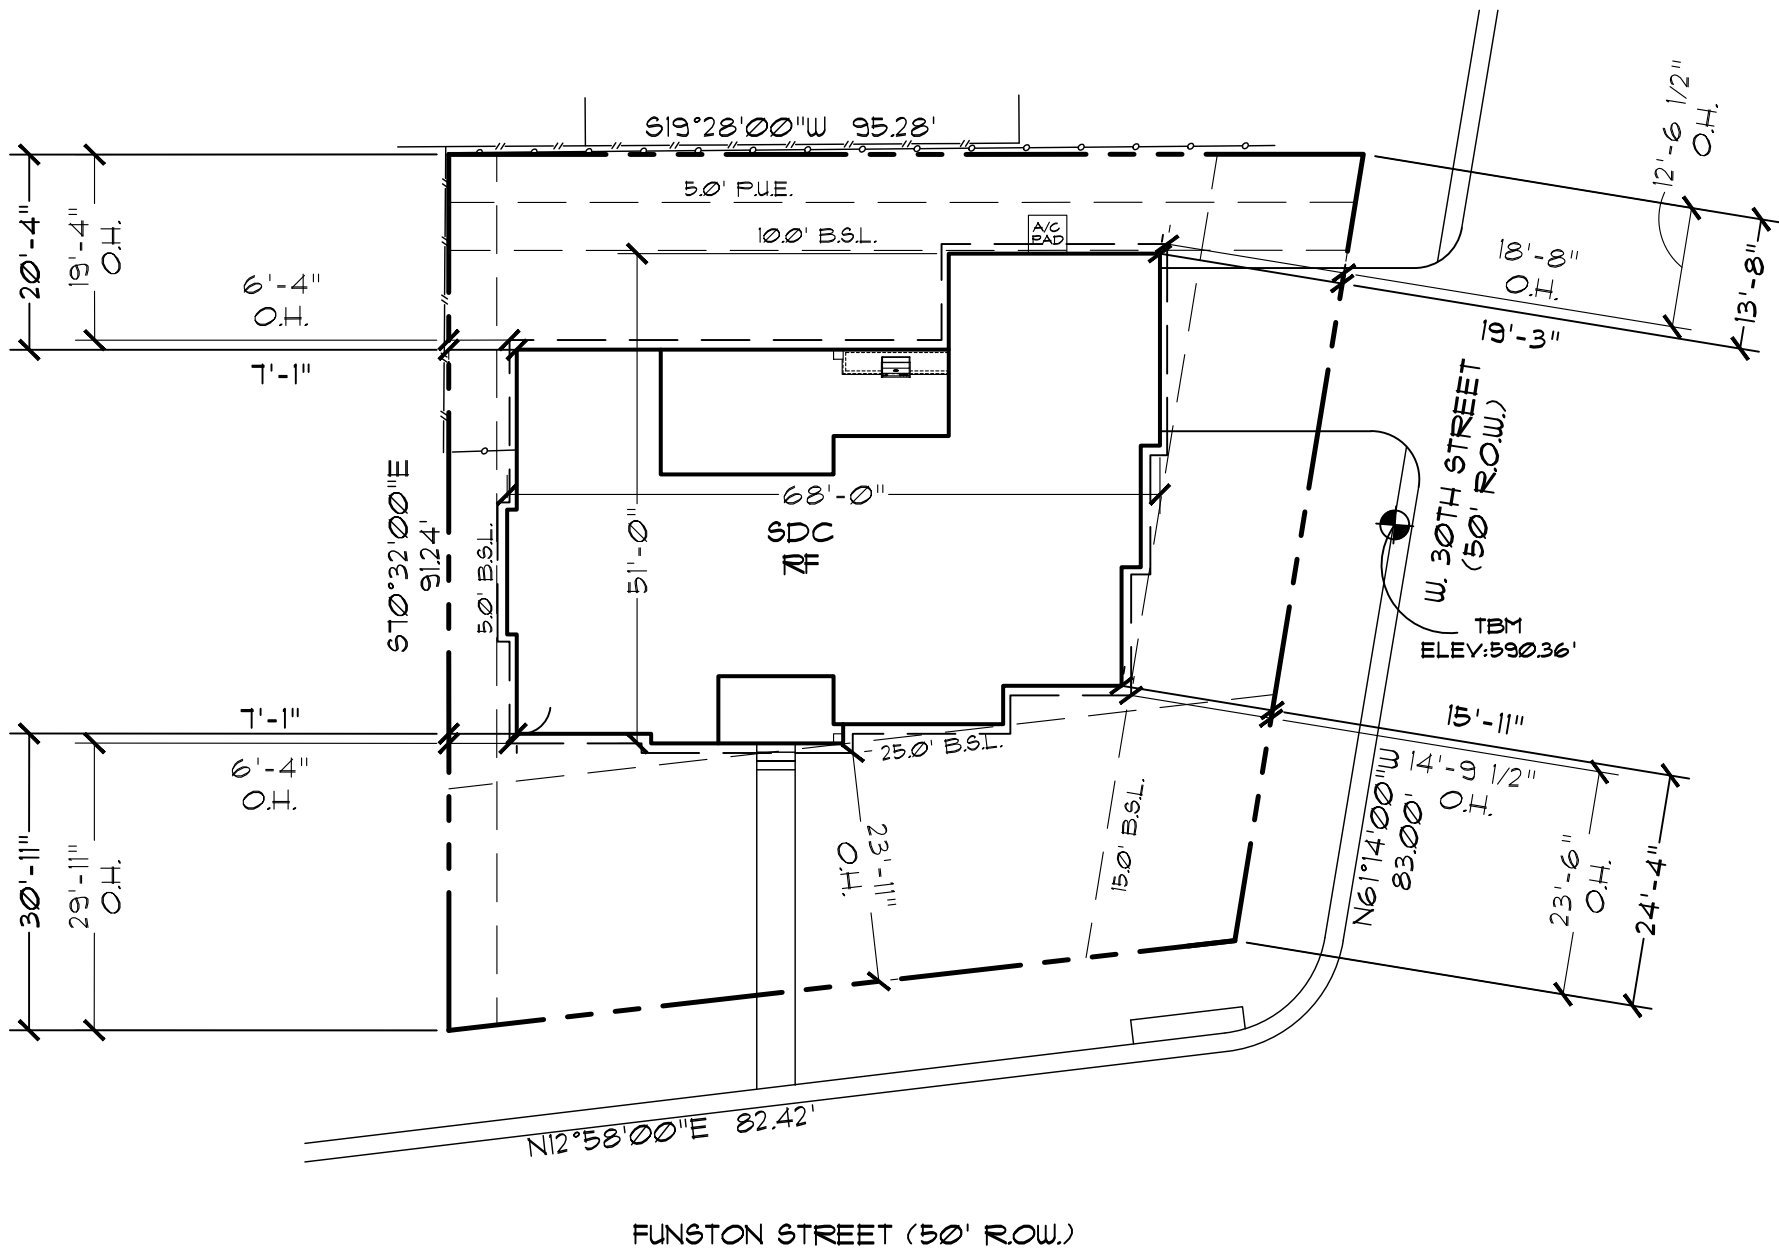 S19°28'00"W 95.28'
5.0' P.U.E.
10.0' B.S.L.
A/C
PAD
20'-4"
19'-4"
O.H.
6'-4"
O.H.
7'-1"
12'-6 1/2"
O.H.
18'-8"
O.H.
13'-8"
19'-3"
W. 30TH STREET
(50' R.O.W.)
S70°32'00"E
91.24'
5.0' B.S.L.
68'-0"
51'-0"
SDC
TBM
ELEV:590.36'
7'-1"
6'-4"
O.H.
30'-11"
29'-11"
O.H.
25.0' B.S.L.
23'-11"
O.H.
15.0' B.S.L.
15'-11"
14'-9 1/2"
O.H.
N61°14'00"W
83.00'
23'-6"
O.H.
24'-4"
N12°58'00"E 82.42'
FUNSTON STREET (50' R.O.W.)